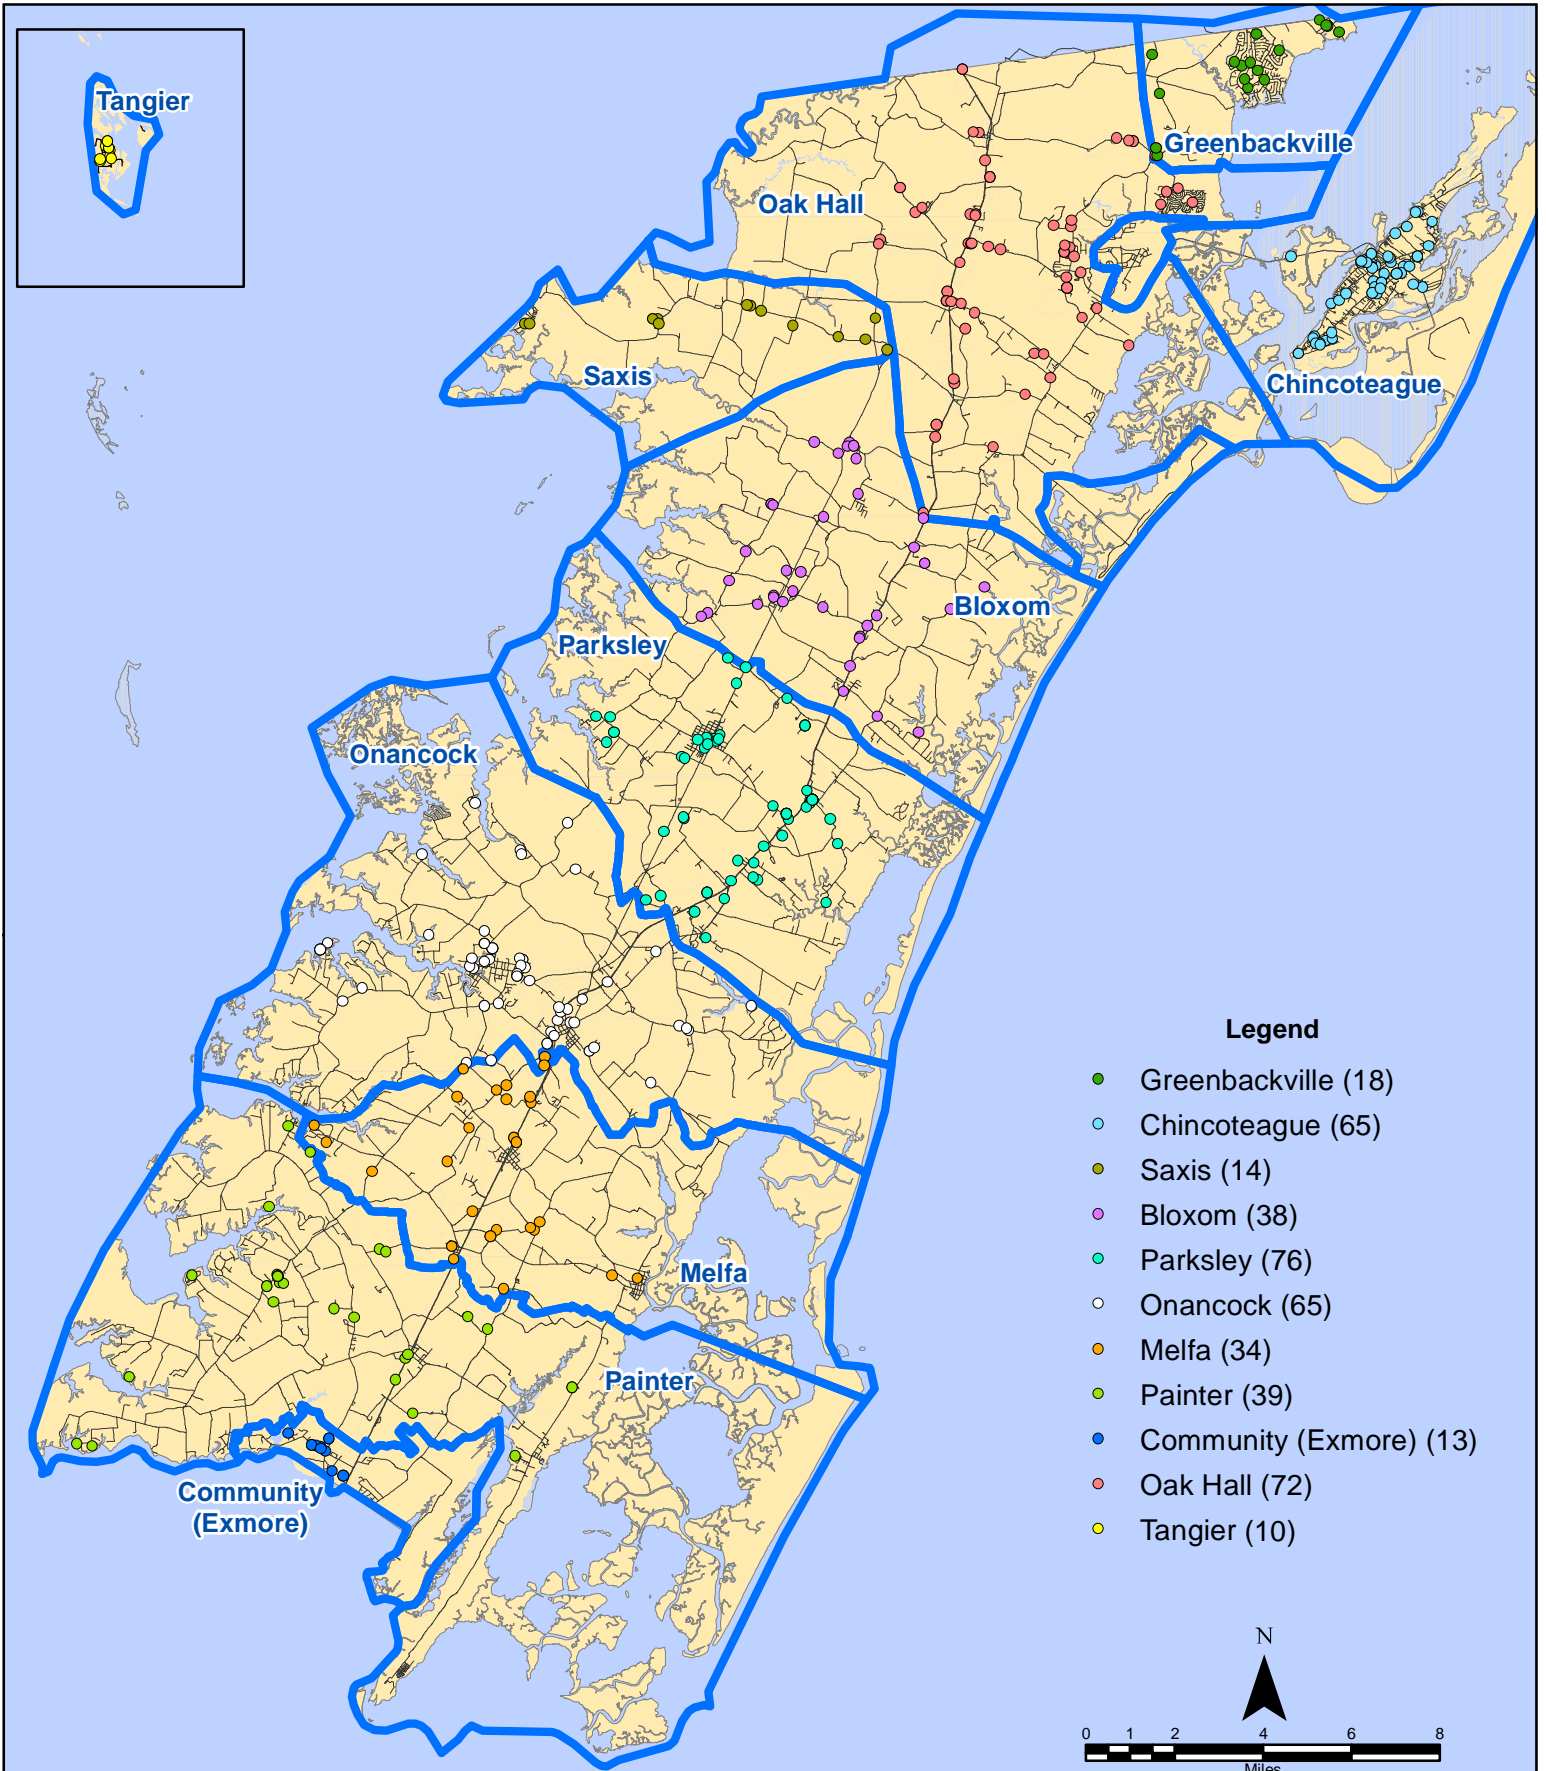 Tangier
Greenbackville
Oak Hall
Saxis
Chincoteague
Bloxom
Parksley
Onancock
Melfa
Painter
Community
(Exmore)
Legend
Greenbackville (18)
Chincoteague (65)
Saxis (14)
Bloxom (38)
Parksley (76)
Onancock (65)
Melfa (34)
Painter (39)
Community (Exmore) (13)
Oak Hall (72)
Tangier (10)
N
0 1 2 4 6 8
Miles